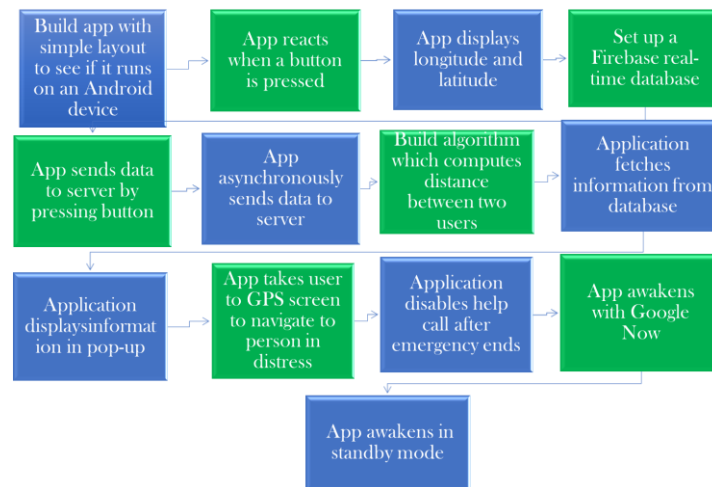 Build app with
simple layout
to see if it runs
on an Android
device
App reacts
when a button
is pressed
App displays
longitude and
latitude
Set up a
Firebase real-
time database
App sends data
to server by
pressing button
App
asynchronously
sends data to
server
Build algorithm
which computes
distance
between two
users
Application
fetches
information from
database
Application
displaysinformat
ion in pop-up
App takes user
to GPS screen
to navigate to
person in
distress
Application
disables help
call after
emergency ends
App awakens
with Google
Now
App awakens in
standby mode